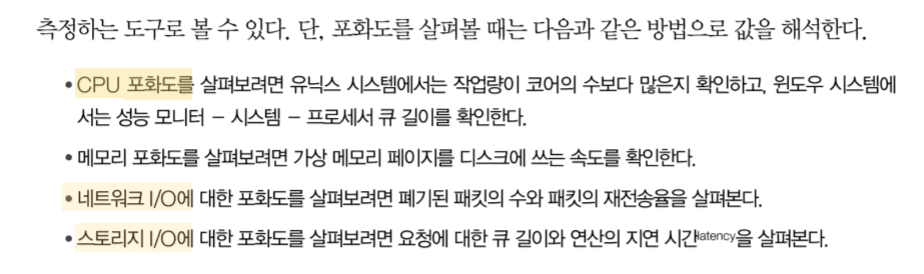 측정하는 도구로 볼 수 있다. 단, 포화도를 살펴볼 때는 다음과 같은 방법으로 값을 해석한다.
• CPU 포화도를 살펴보려면 유닉스 시스템에서는 작업량이 코어의 수보다 많은지 확인하고, 윈도우 시스템에
서는 성능 모니터 – 시스템 – 프로세서 큐 길이를 확인한다.
• 메모리 포화도를 살펴보려면 가상 메모리 페이지를 디스크에 쓰는 속도를 확인한다.
• 네트워크 I/O에 대한 포화도를 살펴보려면 폐기된 패킷의 수와 패킷의 재전송율을 살펴본다.
• 스토리지 I/O에 대한 포화도를 살펴보려면 요청에 대한 큐 길이와 연산의 지연 시간latency을 살펴본다.